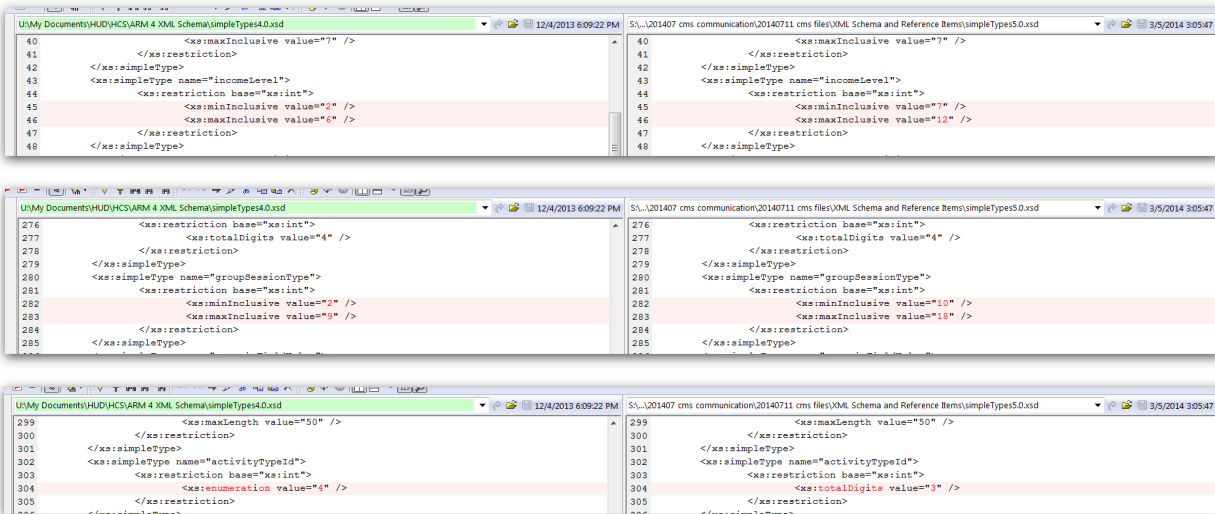 U:\My Documents\HUD\HCS\ARM 4 XML Schema\simpleTypes4.0.xsd 12/4/2013 6:09:22 PM
40 <xs:maxInclusive value="7" />
41 </xs:restriction>
42 </xs:simpleType>
43 <xs:simpleType name="incomeLevel">
44 <xs:restriction base="xs:int">
45 <xs:minInclusive value="2" />
46 <xs:maxInclusive value="6" />
47 </xs:restriction>
48 </xs:simpleType>
S:\...\201407 cms communication\20140711 cms files\XML Schema and Reference Items\simpleTypes5.0.xsd 3/5/2014 3:05:47
40 <xs:maxInclusive value="7" />
41 </xs:restriction>
42 </xs:simpleType>
43 <xs:simpleType name="incomeLevel">
44 <xs:restriction base="xs:int">
45 <xs:minInclusive value="7" />
46 <xs:maxInclusive value="12" />
47 </xs:restriction>
48 </xs:simpleType>
U:\My Documents\HUD\HCS\ARM 4 XML Schema\simpleTypes4.0.xsd 12/4/2013 6:09:22 PM
276 <xs:restriction base="xs:int">
277 <xs:totalDigits value="4" />
278 </xs:restriction>
279 </xs:simpleType>
280 <xs:simpleType name="groupSessionType">
281 <xs:restriction base="xs:int">
282 <xs:minInclusive value="2" />
283 <xs:maxInclusive value="9" />
284 </xs:restriction>
285 </xs:simpleType>
S:\...\201407 cms communication\20140711 cms files\XML Schema and Reference Items\simpleTypes5.0.xsd 3/5/2014 3:05:47
276 <xs:restriction base="xs:int">
277 <xs:totalDigits value="4" />
278 </xs:restriction>
279 </xs:simpleType>
280 <xs:simpleType name="groupSessionType">
281 <xs:restriction base="xs:int">
282 <xs:minInclusive value="10" />
283 <xs:maxInclusive value="18" />
284 </xs:restriction>
285 </xs:simpleType>
U:\My Documents\HUD\HCS\ARM 4 XML Schema\simpleTypes4.0.xsd 12/4/2013 6:09:22 PM
299 <xs:maxLength value="50" />
300 </xs:restriction>
301 </xs:simpleType>
302 <xs:simpleType name="activityTypeId">
303 <xs:restriction base="xs:int">
304 <xs:enumeration value="4" />
305 </xs:restriction>
S:\...\201407 cms communication\20140711 cms files\XML Schema and Reference Items\simpleTypes5.0.xsd 3/5/2014 3:05:47
299 <xs:maxLength value="50" />
300 </xs:restriction>
301 </xs:simpleType>
302 <xs:simpleType name="activityTypeId">
303 <xs:restriction base="xs:int">
304 <xs:totalDigits value="3" />
305 </xs:restriction>